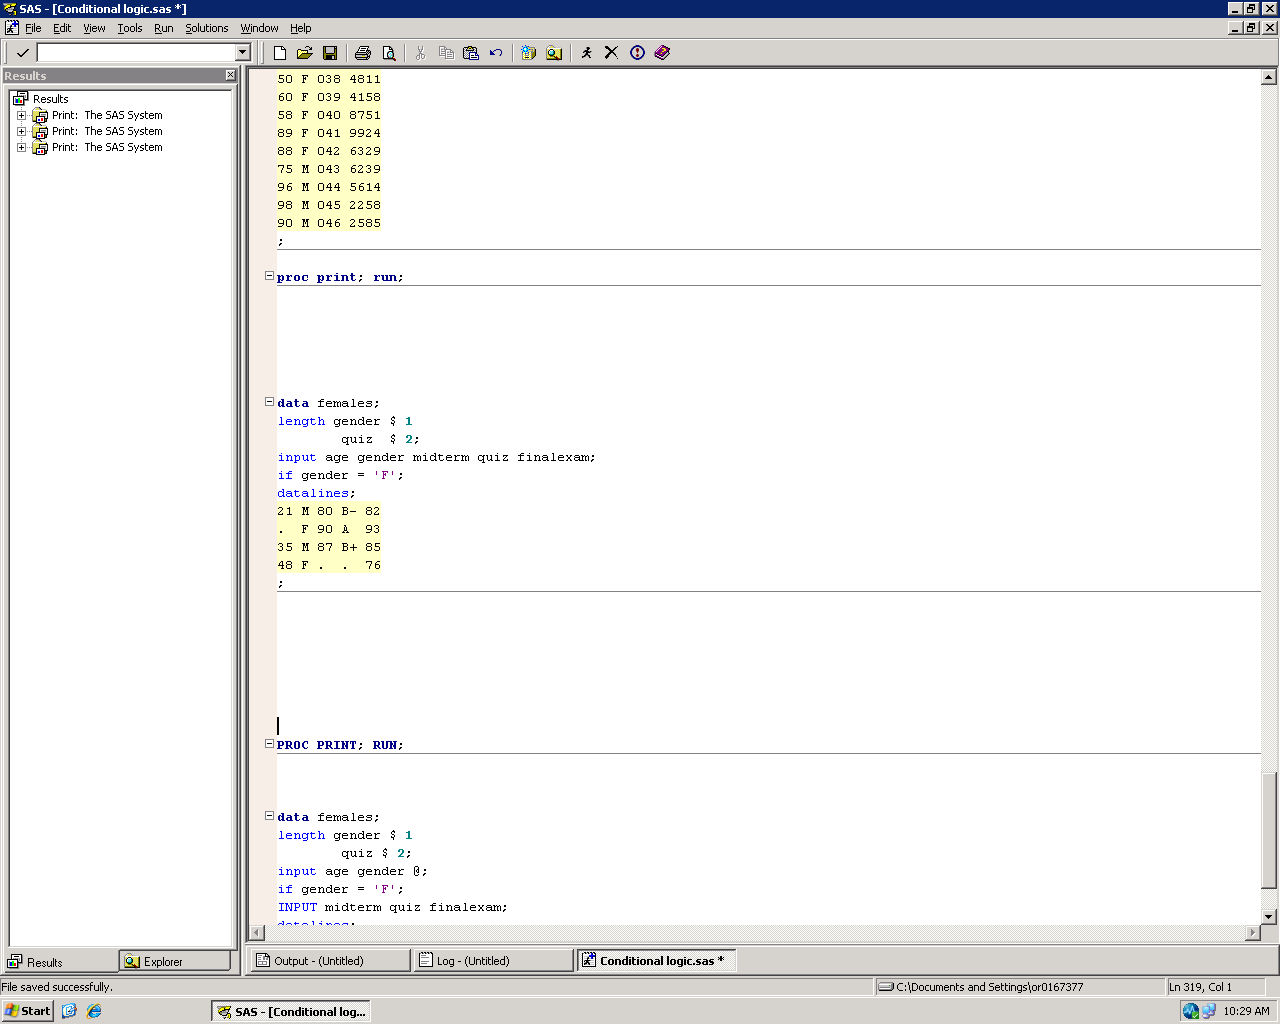 SAS - [Conditional logic.sas *]
File Edit View Tools Run Solutions Window Help
Results
Results
Print: The SAS System
Print: The SAS System
Print: The SAS System
50 F 038 4811
60 F 039 4158
58 F 040 8751
89 F 041 9924
88 F 042 6329
75 M 043 6239
96 M 044 5614
98 M 045 2258
90 M 046 2585
;
proc print; run;
data females;
length gender $ 1
quiz $ 2;
input age gender midterm quiz finalexam;
if gender = 'F';
datalines;
21 M 80 B- 82
. F 90 A 93
35 M 87 B+ 85
48 F . . 76
;
PROC PRINT; RUN;
data females;
length gender $ 1
quiz $ 2;
input age gender @;
if gender = 'F';
INPUT midterm quiz finalexam;
datalines;
Results Explorer
Output - (Untitled) Log - (Untitled) Conditional logic.sas *
File saved successfully. C:\Documents and Settings\or0167377 Ln 319, Col 1
Start SAS - [Conditional log... 10:29 AM